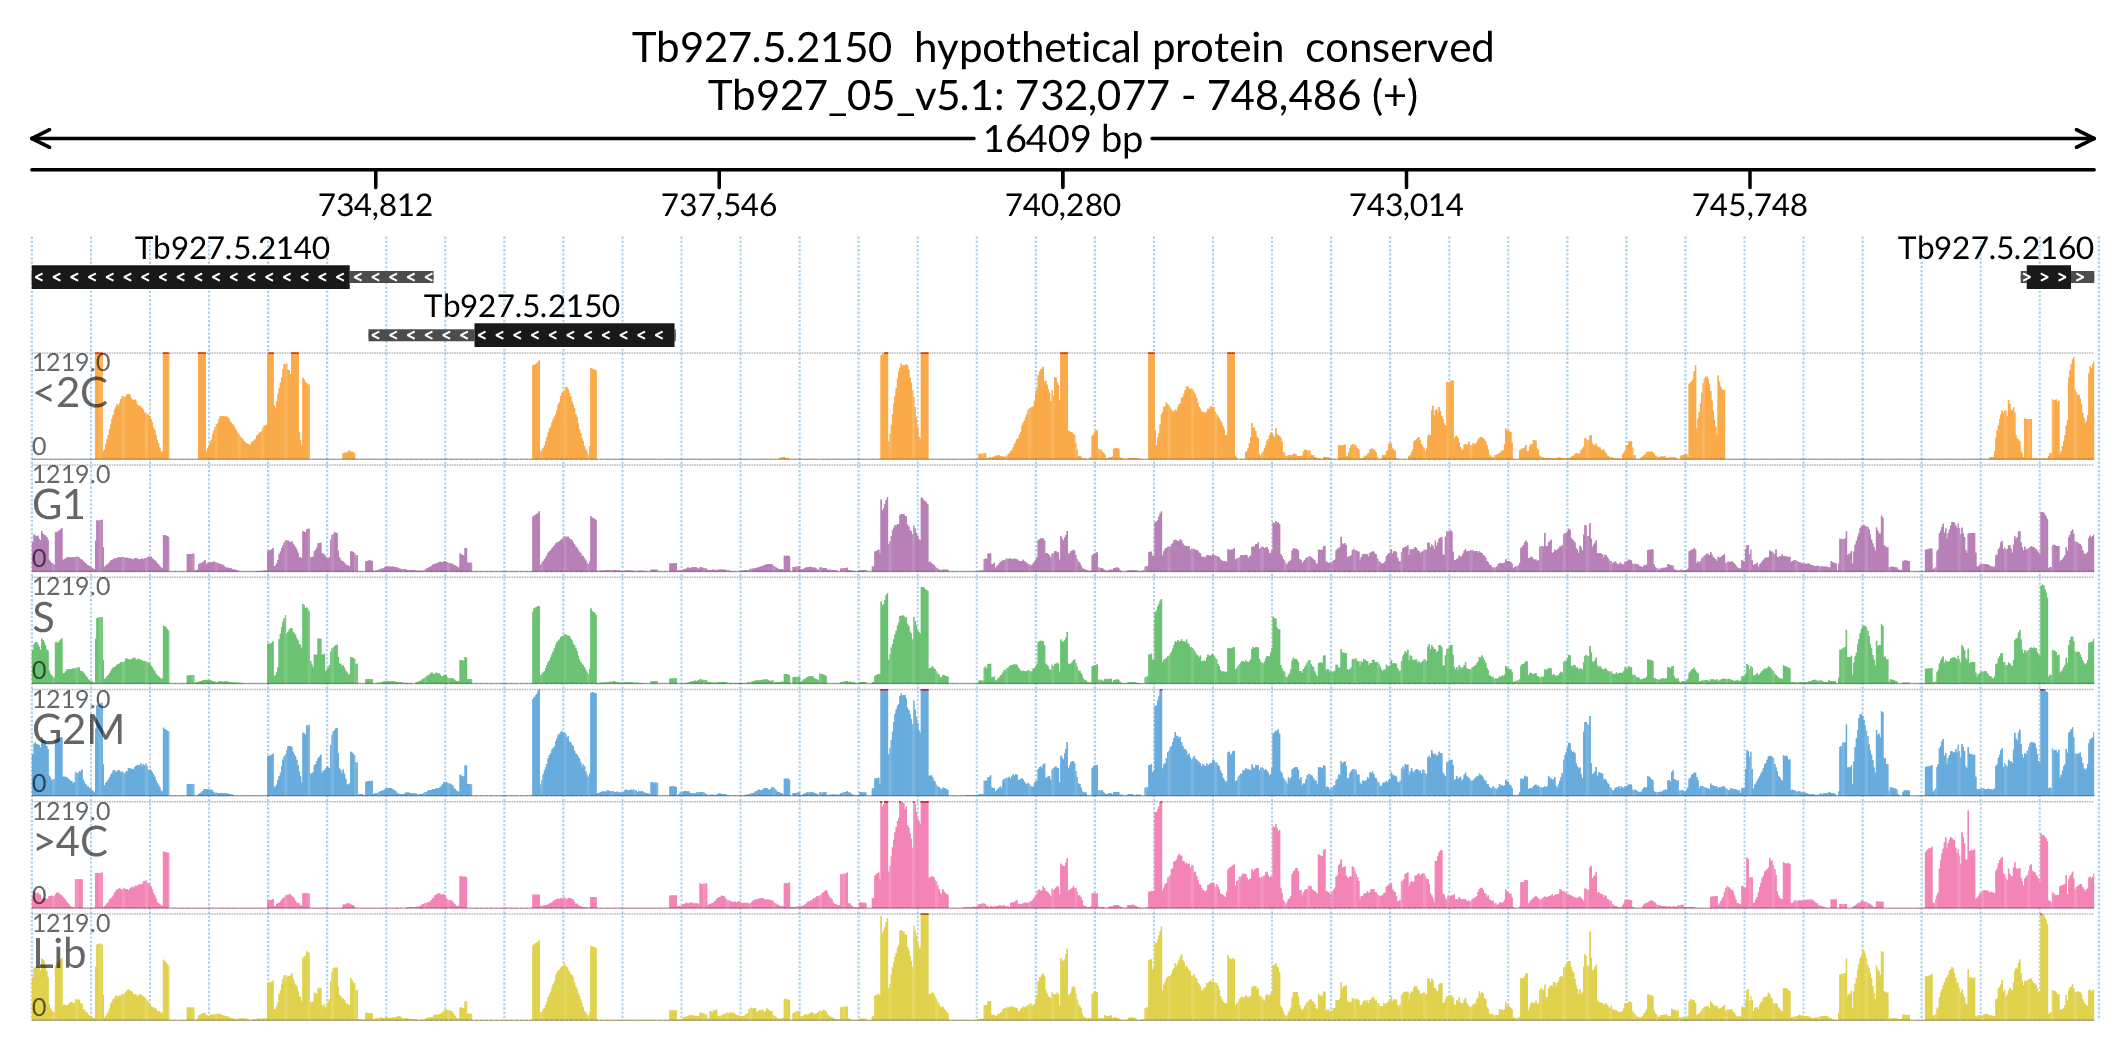 Tb927.5.2150  hypothetical protein  conserved
Tb927_05_v5.1: 732,077 - 748,486 (+)
16409 bp
734,812 737,546 740,280 743,014 745,748
Tb927.5.2140 Tb927.5.2160
Tb927.5.2150
1219.0
<2C
0
1219.0
G1
0
1219.0
S
0
1219.0
G2M
0
1219.0
>4C
0
1219.0
Lib
0